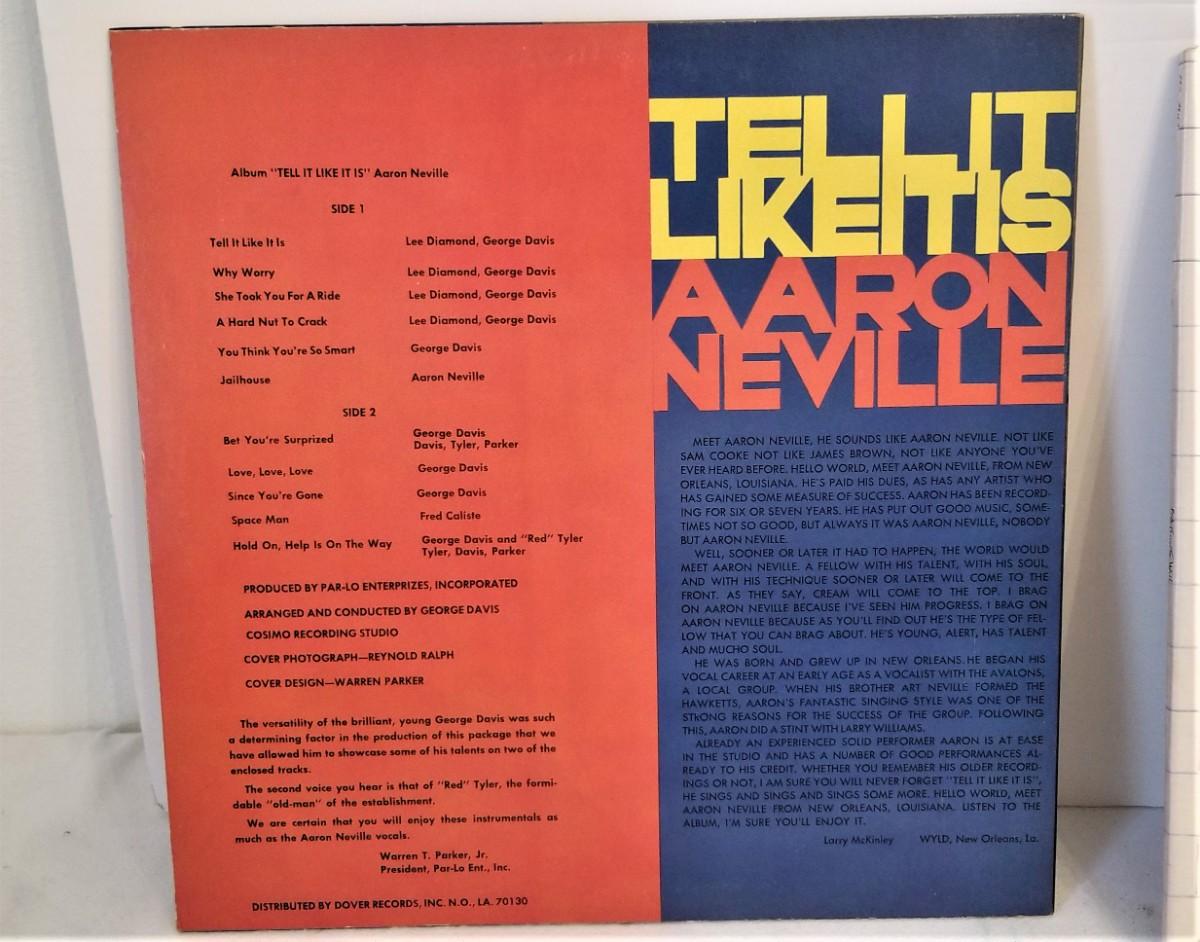 Album "TELL IT LIKE IT IS" Aaron Neville
SIDE 1
Tell It Like It Is Lee Diamond, George Davis
Why Worry Lee Diamond, George Davis
She Took You For A Ride Lee Diamond, George Davis
A Hard Nut To Crack Lee Diamond, George Davis
You Think You're So Smart George Davis
Jailhouse Aaron Neville
SIDE 2
Bet You're Surprized George Davis
Davis, Tyler, Parker
Love, Love, Love George Davis
Since You're Gone George Davis
Space Man Fred Caliste
Hold On, Help Is On The Way George Davis and "Red" Tyler
Tyler, Davis, Parker
PRODUCED BY PAR-LO ENTERPRIZES, INCORPORATED
ARRANGED AND CONDUCTED BY GEORGE DAVIS
COSIMO RECORDING STUDIO
COVER PHOTOGRAPH—REYNOLD RALPH
COVER DESIGN—WARREN PARKER
The versatility of the brilliant, young George Davis was such
a determining factor in the production of this package that we
have allowed him to showcase some of his talents on two of the
enclosed tracks.
The second voice you hear is that of "Red" Tyler, the formi-
dable "old-man" of the establishment.
We are certain that you will enjoy these instrumentals as
much as the Aaron Neville vocals.
Warren T. Parker, Jr.
President, Par-Lo Ent., Inc.
DISTRIBUTED BY DOVER RECORDS, INC. N.O., LA. 70130
TELL IT
LIKE IT IS
AARON
NEVILLE
MEET AARON NEVILLE, HE SOUNDS LIKE AARON NEVILLE. NOT LIKE
SAM COOKE NOT LIKE JAMES BROWN, NOT LIKE ANYONE YOU'VE
EVER HEARD BEFORE. HELLO WORLD, MEET AARON NEVILLE, FROM NEW
ORLEANS, LOUISIANA. HE'S PAID HIS DUES, AS HAS ANY ARTIST WHO
HAS GAINED SOME MEASURE OF SUCCESS. AARON HAS BEEN RECORD-
ING FOR SIX OR SEVEN YEARS. HE HAS PUT OUT GOOD MUSIC, SOME-
TIMES NOT SO GOOD, BUT ALWAYS IT WAS AARON NEVILLE, NOBODY
BUT AARON NEVILLE.
WELL, SOONER OR LATER IT HAD TO HAPPEN, THE WORLD WOULD
MEET AARON NEVILLE. A FELLOW WITH HIS TALENT, WITH HIS SOUL,
AND WITH HIS TECHNIQUE SOONER OR LATER WILL COME TO THE
FRONT. AS THEY SAY, CREAM WILL COME TO THE TOP. I BRAG
ON AARON NEVILLE BECAUSE I'VE SEEN HIM PROGRESS. I BRAG ON
AARON NEVILLE BECAUSE AS YOU'LL FIND OUT HE'S THE TYPE OF FEL-
LOW THAT YOU CAN BRAG ABOUT. HE'S YOUNG, ALERT, HAS TALENT
AND MUCHO SOUL.
HE WAS BORN AND GREW UP IN NEW ORLEANS. HE BEGAN HIS
VOCAL CAREER AT AN EARLY AGE AS A VOCALIST WITH THE AVALONS,
A LOCAL GROUP. WHEN HIS BROTHER ART NEVILLE FORMED THE
HAWKETTS, AARON'S FANTASTIC SINGING STYLE WAS ONE OF THE
STRONG REASONS FOR THE SUCCESS OF THE GROUP. FOLLOWING
THIS, AARON DID A STINT WITH LARRY WILLIAMS.
ALREADY AN EXPERIENCED SOLID PERFORMER AARON IS AT EASE
IN THE STUDIO AND HAS A NUMBER OF GOOD PERFORMANCES AL-
READY TO HIS CREDIT. WHETHER YOU REMEMBER HIS OLDER RECORD-
INGS OR NOT, I AM SURE YOU WILL NEVER FORGET "TELL IT LIKE IT IS",
HE SINGS AND SINGS AND SINGS SOME MORE. HELLO WORLD, MEET
AARON NEVILLE FROM NEW ORLEANS, LOUISIANA. LISTEN TO THE
ALBUM, I'M SURE YOU'LL ENJOY IT.
Larry McKinley WYLD, New Orleans, La.